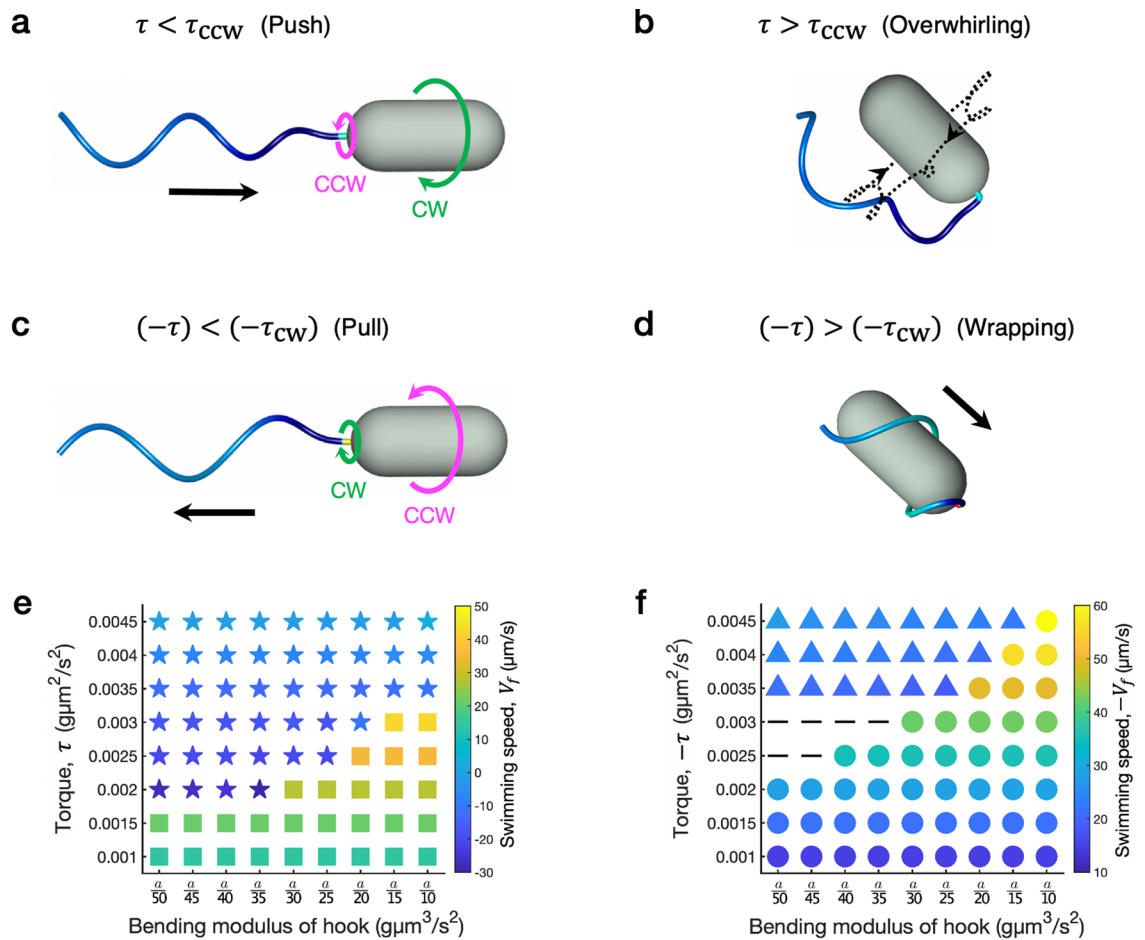 a
τ < τCCW (Push)
CCW
CW
b
τ > τCCW (Overwhirling)
c
(−τ) < (−τCW) (Pull)
CW
CCW
d
(−τ) > (−τCW) (Wrapping)
e
Torque, τ (gμm²/s²)
0.0045
0.004
0.0035
0.003
0.0025
0.002
0.0015
0.001
a/50 a/45 a/40 a/35 a/30 a/25 a/20 a/15 a/10
Bending modulus of hook (gμm³/s²)
50
40
30
20
10
0
-10
-20
-30
Swimming speed, Vf (μm/s)
f
Torque, −τ (gμm²/s²)
0.0045
0.004
0.0035
0.003
0.0025
0.002
0.0015
0.001
a/50 a/45 a/40 a/35 a/30 a/25 a/20 a/15 a/10
Bending modulus of hook (gμm³/s²)
60
50
40
30
20
10
Swimming speed, −Vf (μm/s)